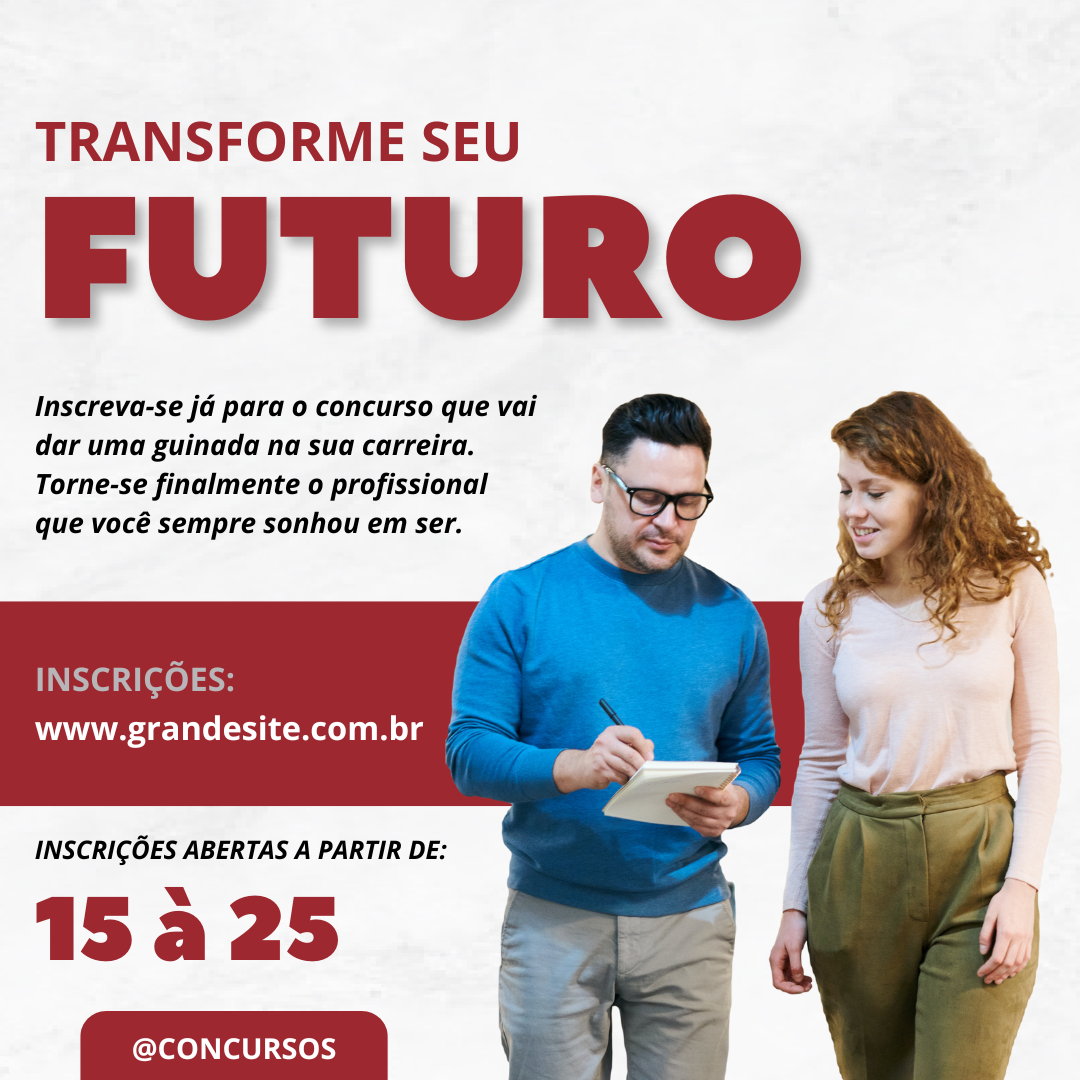 TRANSFORME SEU
FUTURO
Inscreva-se já para o concurso que vai
dar uma guinada na sua carreira.
Torne-se finalmente o profissional
que você sempre sonhou em ser.
INSCRIÇÕES:
www.grandesite.com.br
INSCRIÇÕES ABERTAS A PARTIR DE:
15 à 25
@CONCURSOS